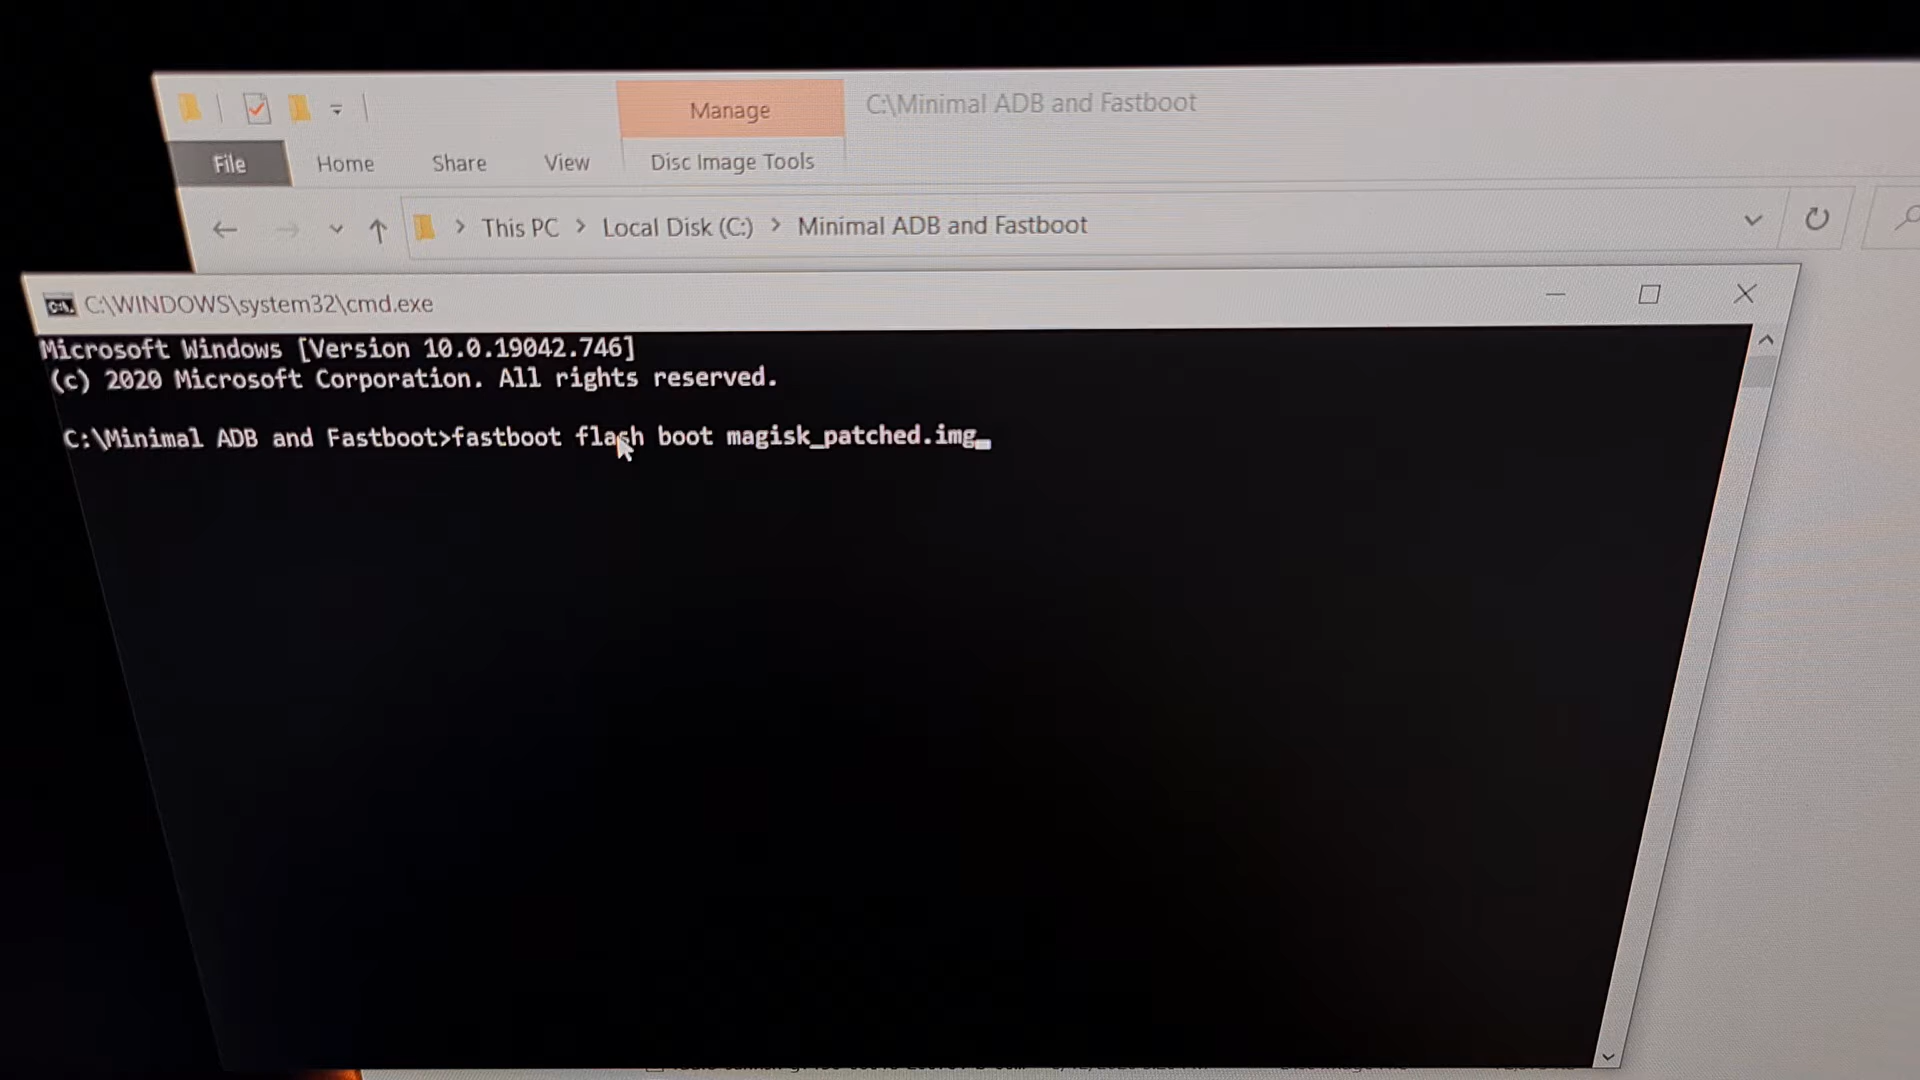 Manage
C:\Minimal ADB and Fastboot
File Home Share View Disc Image Tools
This PC > Local Disk (C:) > Minimal ADB and Fastboot
C:\WINDOWS\system32\cmd.exe
Microsoft Windows [Version 10.0.19042.746]
(c) 2020 Microsoft Corporation. All rights reserved.
C:\Minimal ADB and Fastboot>fastboot flash boot magisk_patched.img